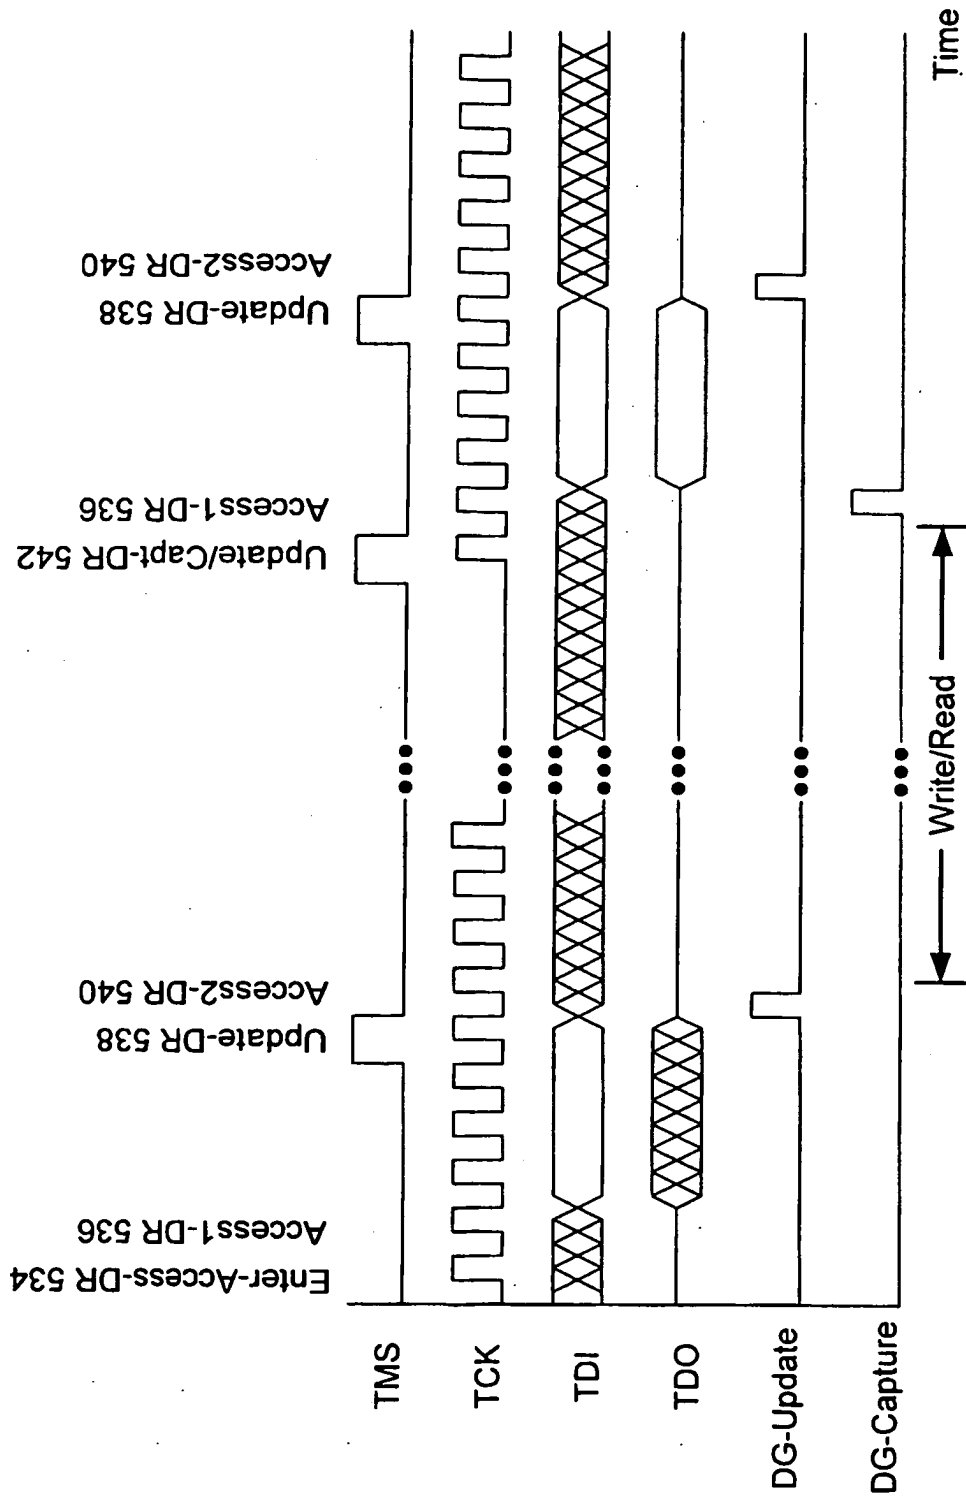 Enter-Access-DR 534
Access1-DR 536
Update-DR 538
Access2-DR 540
Update/Capt-DR 542
Access1-DR 536
Update-DR 538
Access2-DR 540
TMS
TCK
TDI
TDO
DG-Update
DG-Capture
Write/Read
Time